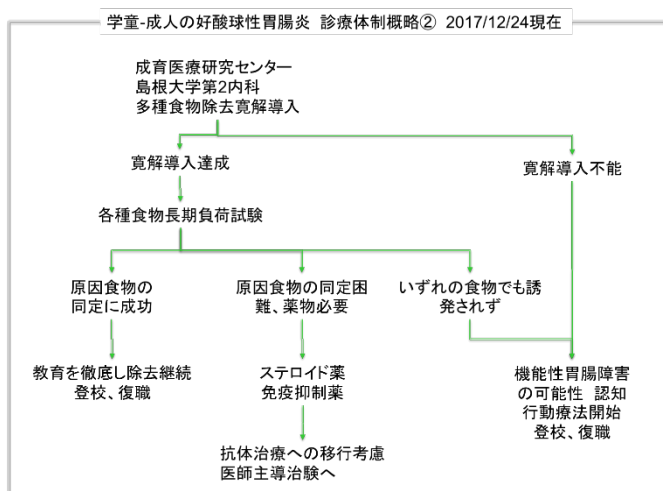 学童-成人の好酸球性胃腸炎 診療体制概略② 2017/12/24現在
成育医療研究センター
島根大学第2内科
多種食物除去寛解導入
寛解導入達成
寛解導入不能
各種食物長期負荷試験
原因食物の
同定に成功
原因食物の同定困
難、薬物必要
いずれの食物でも誘
発されず
教育を徹底し除去継続
登校、復職
ステロイド薬
免疫抑制薬
機能性胃腸障害
の可能性 認知
行動療法開始
登校、復職
抗体治療への移行考慮
医師主導治験へ